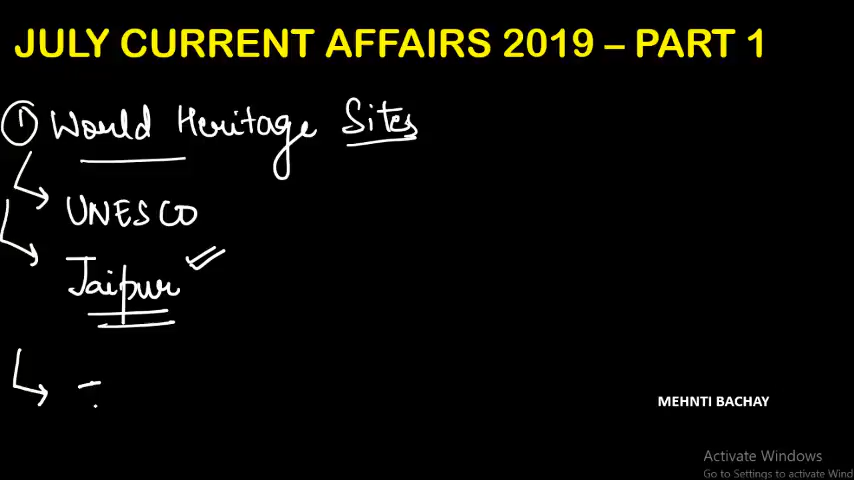 JULY CURRENT AFFAIRS 2019 – PART 1
① World Heritage Sites
UNESCO
Jaipur
MEHNTI BACHAY
Activate Windows
Go to Settings to activate Wind